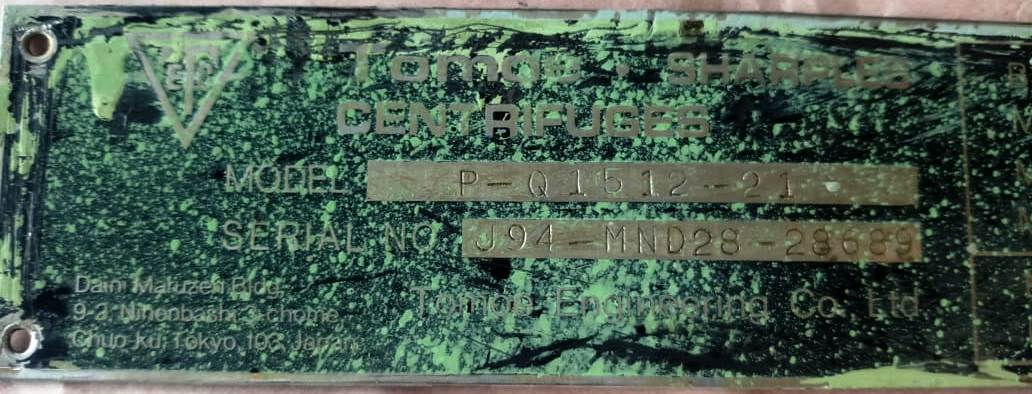 TEC
Tomoe · SHARPLES
CENTRIFUGES
MODEL P-Q1512-21
SERIAL NO J94-MND28-28689
Daini Maruzen Bldg.
9-2, Nihonbashi 3-chome,
Chuo-ku, Tokyo, 103, Japan
Tomoe Engineering Co., Ltd